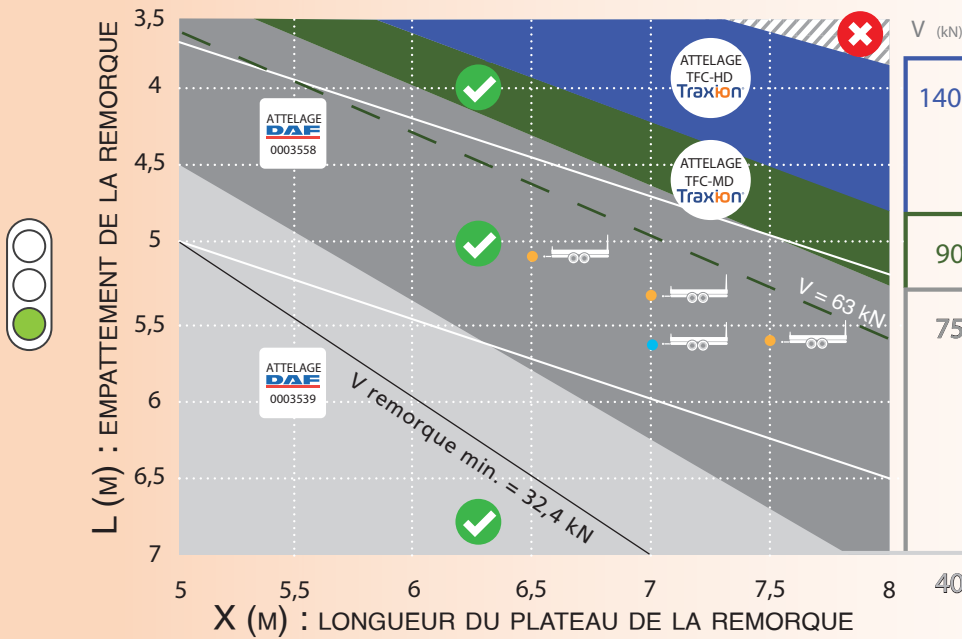 L (M) : EMPATTEMENT DE LA REMORQUE
3,5
4
4,5
5
5,5
6
6,5
7
ATTELAGE
DAF
0003558
ATTELAGE
TFC-HD
Traxion
ATTELAGE
TFC-MD
Traxion
V = 63 kN
ATTELAGE
DAF
0003539
V remorque min. = 32,4 kN
V (kN)
140
90
75
40
5
5,5
6
6,5
7
7,5
8
X (M) : LONGUEUR DU PLATEAU DE LA REMORQUE